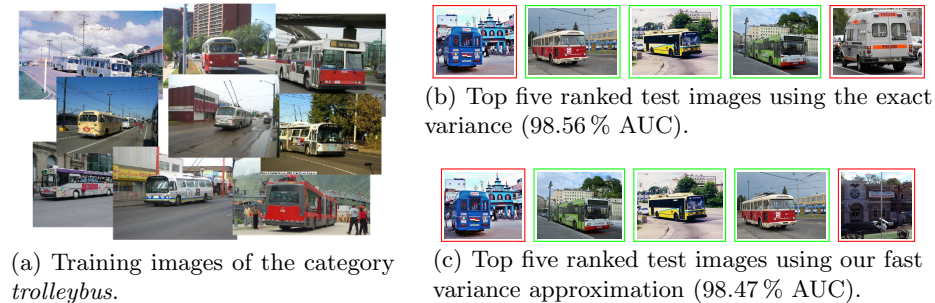 (a) Training images of the category
trolleybus.
(b) Top five ranked test images using the exact
variance (98.56 % AUC).
(c) Top five ranked test images using our fast
variance approximation (98.47 % AUC).